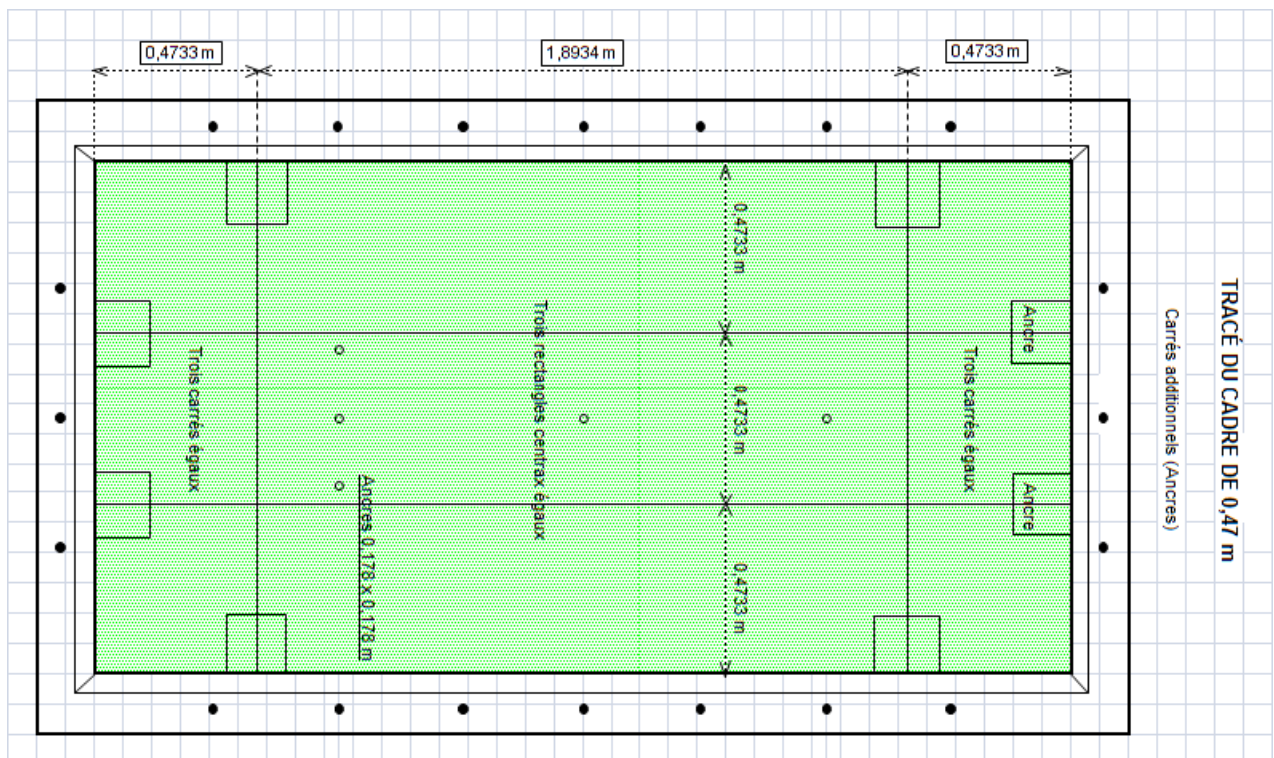 0,4733 m
1,8934 m
0,4733 m
TRACÉ DU CADRE DE 0,47 m
Carrés additionnels (Ancres)
0,4733 m
0,4733 m
0,4733 m
Ancre
Ancre
Trois carrés égaux
Trois rectangles centrax égaux
Ancres 0,178 x 0,178 m
Trois carrés égaux